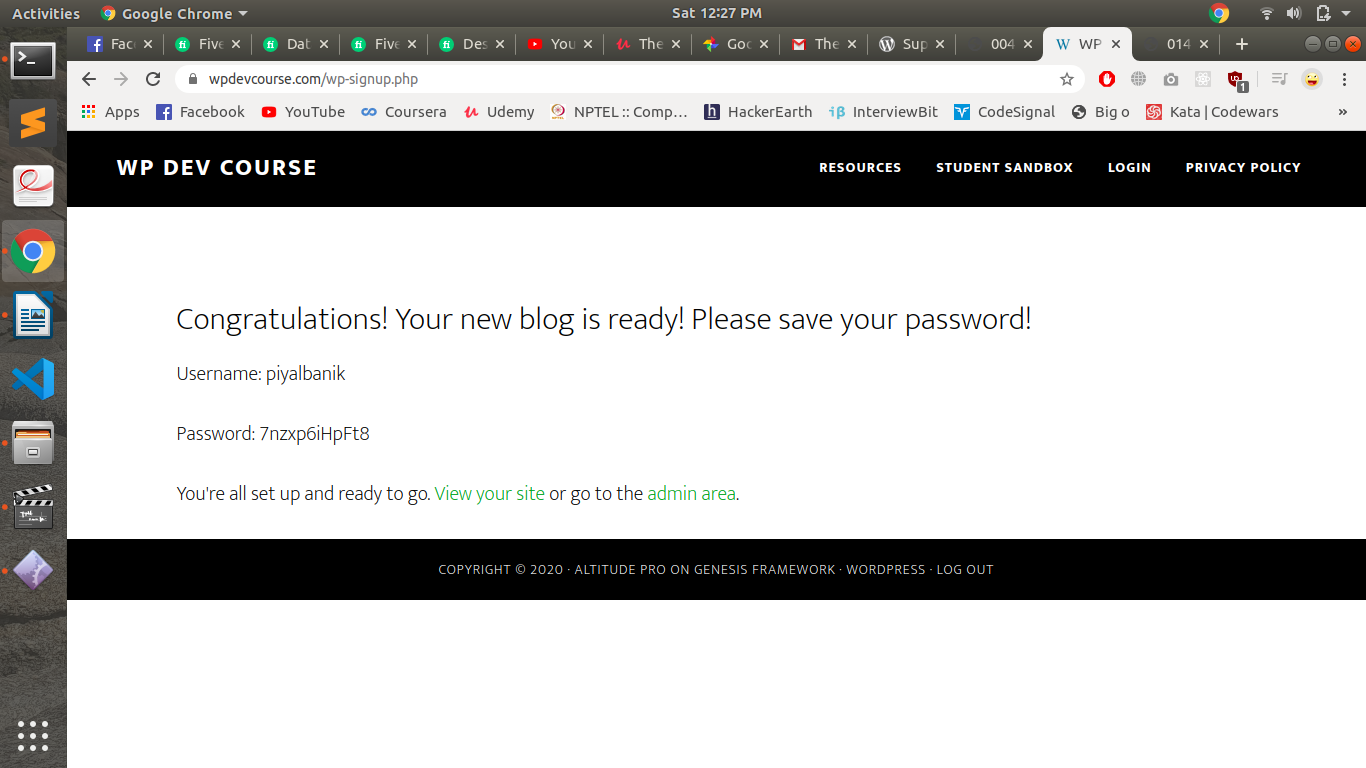 Activities Google Chrome Sat 12:27 PM
Fac Five Dat Five Des You The Goo The Sup 004 WP 014
wpdevcourse.com/wp-signup.php
1
Apps Facebook YouTube Coursera Udemy NPTEL :: Comp… HackerEarth InterviewBit CodeSignal Big o Kata | Codewars »
WP DEV COURSE RESOURCES STUDENT SANDBOX LOGIN PRIVACY POLICY
Congratulations! Your new blog is ready! Please save your password!
Username: piyalbanik
Password: 7nzxp6iHpFt8
You're all set up and ready to go. View your site or go to the admin area.
COPYRIGHT © 2020 · ALTITUDE PRO ON GENESIS FRAMEWORK · WORDPRESS · LOG OUT